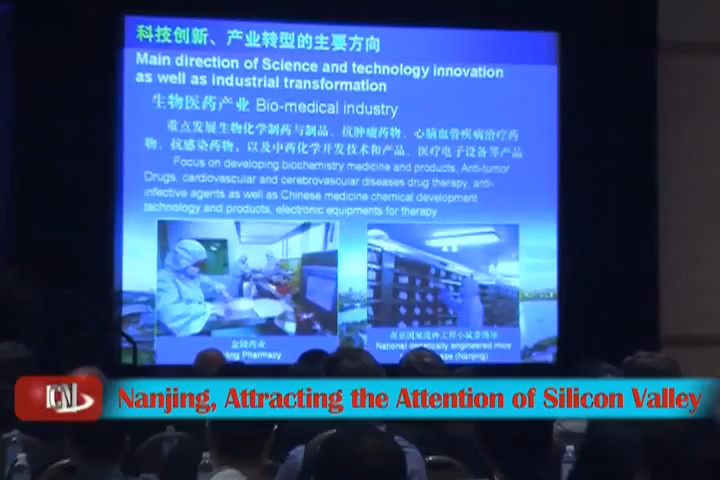 科技创新、产业转型的主要方向
Main direction of Science and technology innovation
as well as industrial transformation
生物医药产业 Bio-medical industry
重点发展生物化学制药与制品、抗肿瘤药物、心脑血管疾病治疗药
物、抗感染药物、以及中药化学开发技术和产品、医疗电子设备等产品
Focus on developing biochemistry medicine and products, Anti-tumor
Drugs, cardiovascular and cerebrovascular diseases drug therapy, anti-
infective agents as well as Chinese medicine chemical development
technology and products, electronic equipments for therapy
金陵药业
Pharmacy
National genetically engineered mice
(Nanjing)
ICN
Nanjing, Attracting the Attention of Silicon Valley